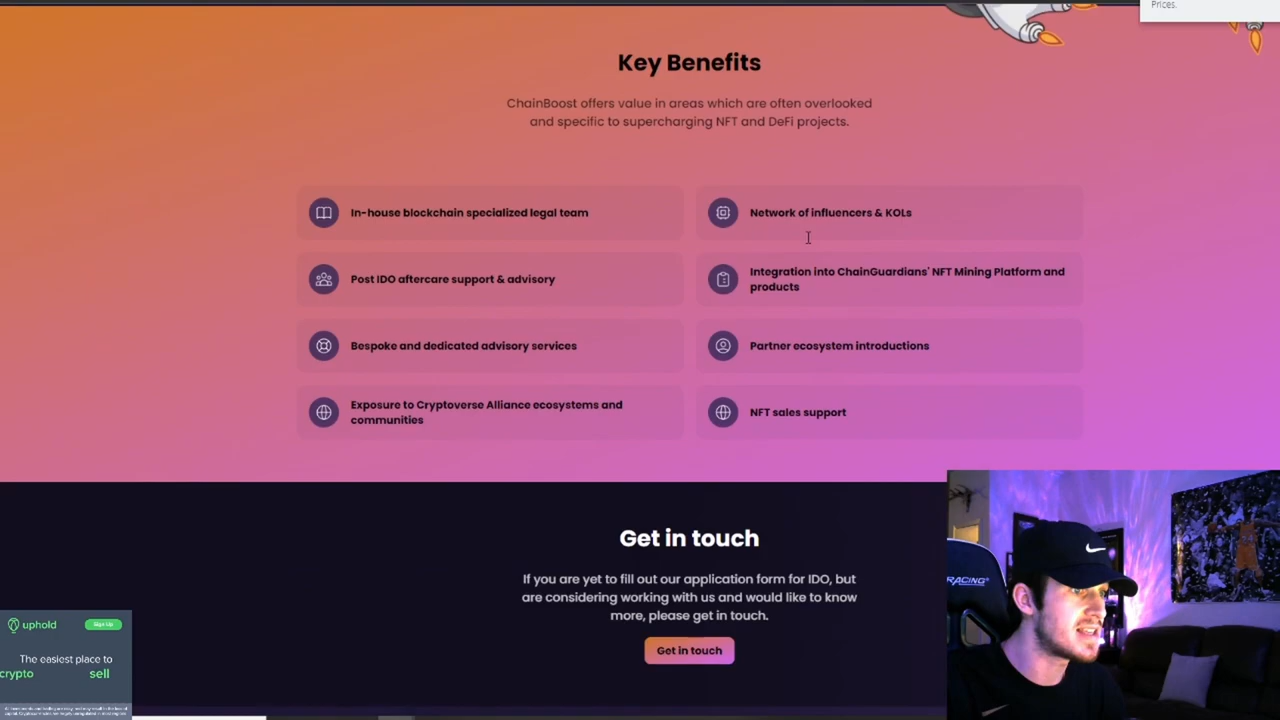 Prices.
Key Benefits
ChainBoost offers value in areas which are often overlooked
and specific to supercharging NFT and DeFi projects.
In-house blockchain specialized legal team
Network of influencers & KOLs
Post IDO aftercare support & advisory
Integration into ChainGuardians' NFT Mining Platform and
products
Bespoke and dedicated advisory services
Partner ecosystem introductions
Exposure to Cryptoverse Alliance ecosystems and
communities
NFT sales support
Get in touch
If you are yet to fill out our application form for IDO, but
are considering working with us and would like to know
more, please get in touch.
Get in touch
RACING
uphold
Sign Up
The easiest place to
crypto sell